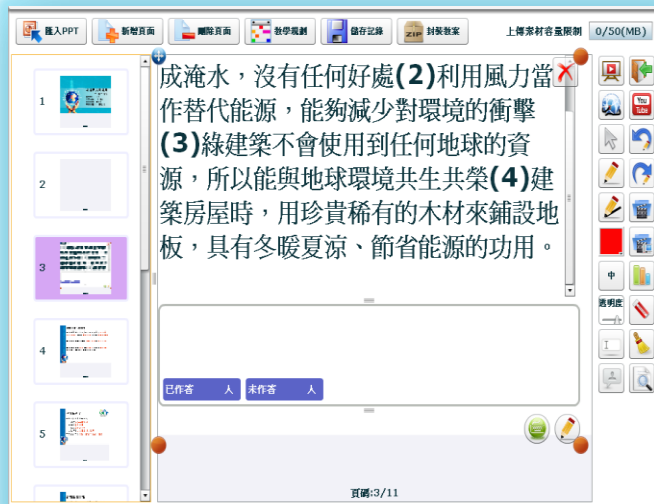 匯入PPT 新增頁面 刪除頁面 教學規劃 儲存記錄 ZIP 封裝教案 上傳素材容量限制 0/50(MB)
成淹水，沒有任何好處(2)利用風力當
作替代能源，能夠減少對環境的衝擊
(3)綠建築不會使用到任何地球的資
源，所以能與地球環境共生共榮(4)建
築房屋時，用珍貴稀有的木材來鋪設地
板，具有冬暖夏涼、節省能源的功用。
1
2
3
4
5
已作答 人 未作答 人
頁碼:3/11
You
Tube
中
透明度